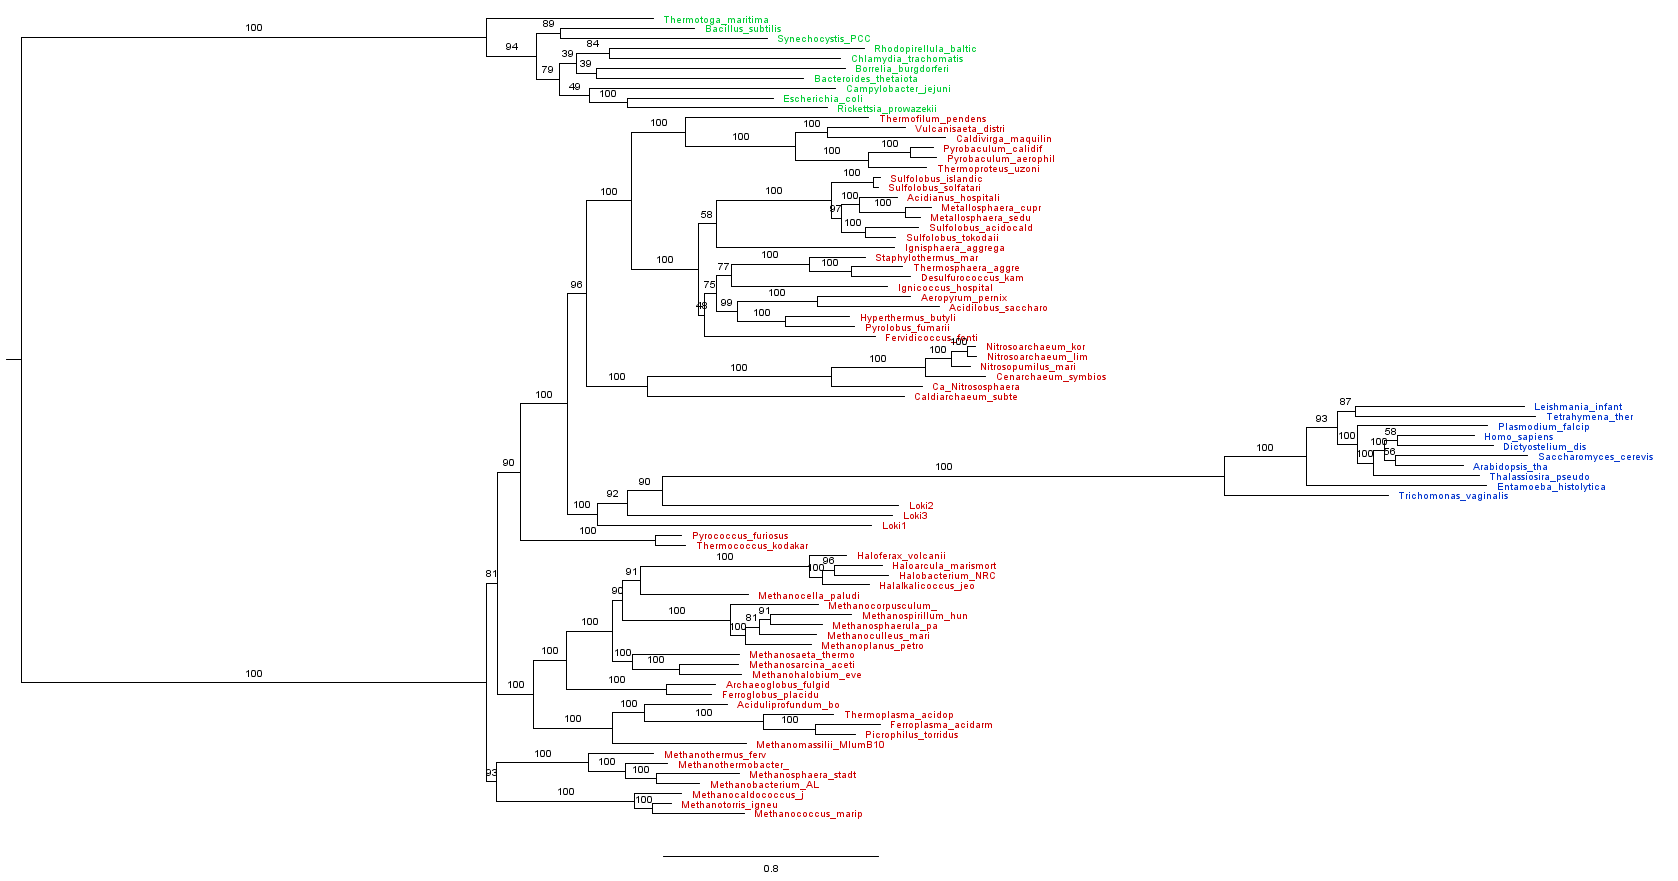 Thermotoga_maritima
100
89
Bacillus_subtilis
Synechocystis_PCC
94
84
Rhodopirellula_baltic
39
Chlamydia_trachomatis
79
39
Borrelia_burgdorferi
Bacteroides_thetaiota
49
Campylobacter_jejuni
100
Escherichia_coli
Rickettsia_prowazekii
100
Thermofilum_pendens
100
Vulcanisaeta_distri
100
Caldivirga_maquilin
100
Pyrobaculum_calidif
100
Pyrobaculum_aerophil
Thermoproteus_uzoni
100
100
Sulfolobus_islandic
100
Sulfolobus_solfatari
100
Acidianus_hospitali
97
100
Metallosphaera_cupr
58
Metallosphaera_sedu
100
Sulfolobus_acidocald
Sulfolobus_tokodaii
Ignisphaera_aggrega
100
100
Staphylothermus_mar
77
100
Thermosphaera_aggre
Desulfurococcus_kam
96
75
Ignicoccus_hospital
100
Aeropyrum_pernix
48
99
Acidilobus_saccharo
100
Hyperthermus_butyli
Pyrolobus_fumarii
Fervidicoccus_fonti
100
Nitrosoarchaeum_kor
100
100
Nitrosoarchaeum_lim
100
Nitrosopumilus_mari
100
Cenarchaeum_symbios
Ca_Nitrososphaera
100
Caldiarchaeum_subte
87
Leishmania_infant
93
Tetrahymena_ther
Plasmodium_falcip
100
58
Homo_sapiens
100
Dictyostelium_dis
100
100
56
Saccharomyces_cerevis
90
100
Arabidopsis_tha
Thalassiosira_pseudo
90
Entamoeba_histolytica
92
Trichomonas_vaginalis
100
Loki2
Loki3
Loki1
100
Pyrococcus_furiosus
Thermococcus_kodakar
100
Haloferax_volcanii
96
Haloarcula_marismort
91
100
Halobacterium_NRC
81
Halalkalicoccus_jeo
90
Methanocella_paludi
100
Methanocorpusculum_
91
Methanospirillum_hun
81
100
100
Methanosphaerula_pa
Methanoculleus_mari
Methanoplanus_petro
100
100
Methanosaeta_thermo
100
Methanosarcina_aceti
100
Methanohalobium_eve
100
100
Archaeoglobus_fulgid
Ferroglobus_placidu
100
Aciduliprofundum_bo
100
100
Thermoplasma_acidop
100
Ferroplasma_acidarm
Picrophilus_torridus
Methanomassilii_MlumB10
100
Methanothermus_ferv
100
Methanothermobacter_
93
100
Methanosphaera_stadt
Methanobacterium_AL
100
Methanocaldococcus_j
100
Methanotorris_igneu
Methanococcus_marip
0.8